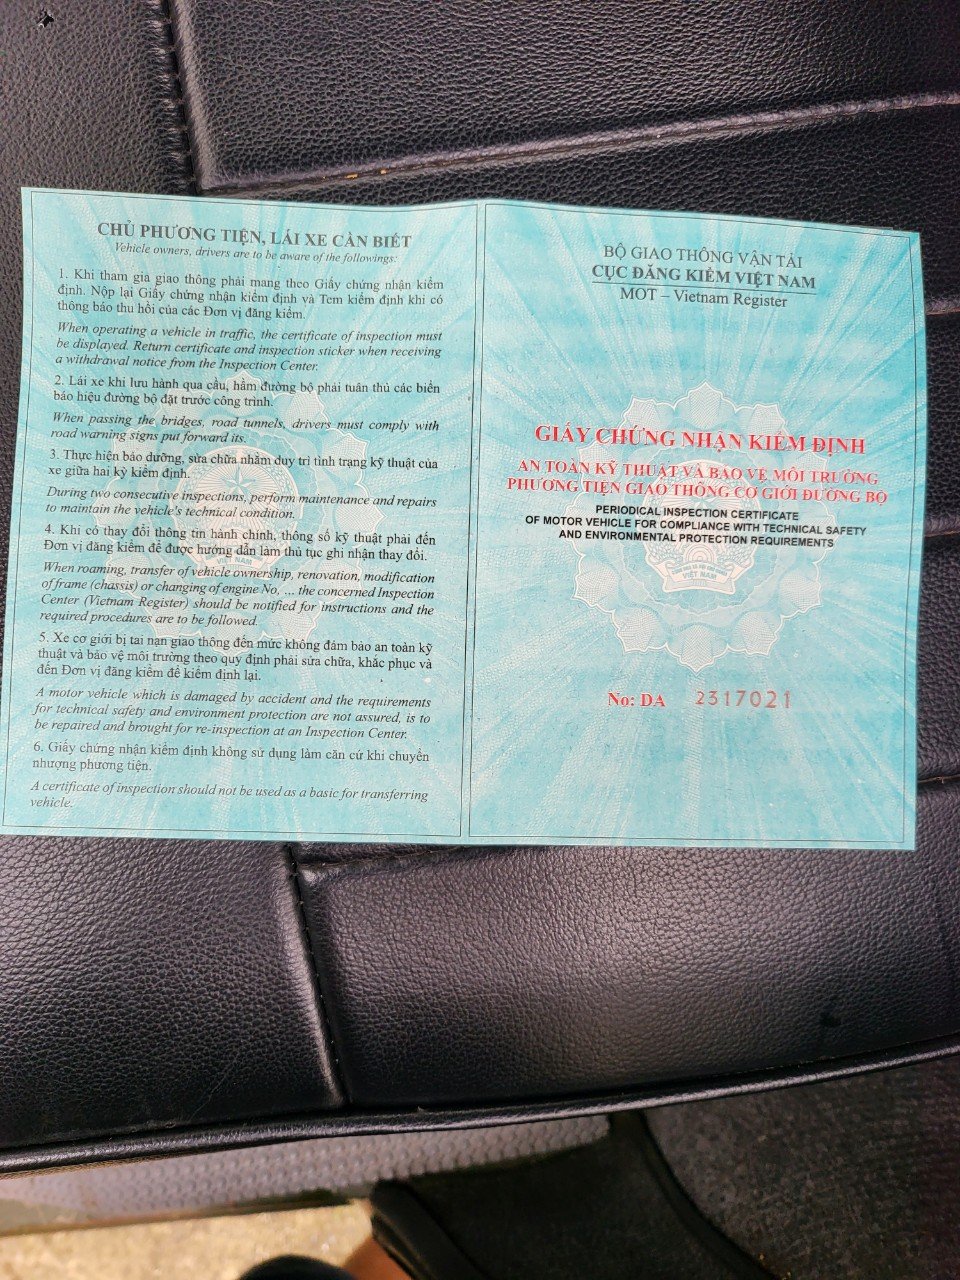 CHỦ PHƯƠNG TIỆN, LÁI XE CẦN BIẾT
Vehicle owners, drivers are to be aware of the followings:
1. Khi tham gia giao thông phải mang theo Giấy chứng nhận kiểm
định. Nộp lại Giấy chứng nhận kiểm định và Tem kiểm định khi có
thông báo thu hồi của các Đơn vị đăng kiểm.
When operating a vehicle in traffic, the certificate of inspection must
be displayed. Return certificate and inspection sticker when receiving
a withdrawal notice from the Inspection Center.
2. Lái xe khi lưu hành qua cầu, hầm đường bộ phải tuân thủ các biển
báo hiệu đường bộ đặt trước công trình.
When passing the bridges, road tunnels, drivers must comply with
road warning signs put forward its.
3. Thực hiện bảo dưỡng, sửa chữa nhằm duy trì tình trạng kỹ thuật của
xe giữa hai kỳ kiểm định.
During two consecutive inspections, perform maintenance and repairs
to maintain the vehicle's technical condition.
4. Khi có thay đổi thông tin hành chính, thông số kỹ thuật phải đến
Đơn vị đăng kiểm để được hướng dẫn làm thủ tục ghi nhận thay đổi.
When roaming, transfer of vehicle ownership, renovation, modification
of frame (chassis) or changing of engine No, ... the concerned Inspection
Center (Vietnam Register) should be notified for instructions and the
required procedures are to be followed.
5. Xe cơ giới bị tai nạn giao thông đến mức không đảm bảo an toàn kỹ
thuật và bảo vệ môi trường theo quy định phải sửa chữa, khắc phục và
đến Đơn vị đăng kiểm để kiểm định lại.
A motor vehicle which is damaged by accident and the requirements
for technical safety and environment protection are not assured, is to
be repaired and brought for re-inspection at an Inspection Center.
6. Giấy chứng nhận kiểm định không sử dụng làm căn cứ khi chuyển
nhượng phương tiện.
A certificate of inspection should not be used as a basic for transferring
vehicle.
VIỆT NAM
BỘ GIAO THÔNG VẬN TẢI
CỤC ĐĂNG KIỂM VIỆT NAM
MOT – Vietnam Register
GIẤY CHỨNG NHẬN KIỂM ĐỊNH
AN TOÀN KỸ THUẬT VÀ BẢO VỆ MÔI TRƯỜNG
PHƯƠNG TIỆN GIAO THÔNG CƠ GIỚI ĐƯỜNG BỘ
PERIODICAL INSPECTION CERTIFICATE
OF MOTOR VEHICLE FOR COMPLIANCE WITH TECHNICAL SAFETY
AND ENVIRONMENTAL PROTECTION REQUIREMENTS
VIỆT NAM
No: DA 2317021